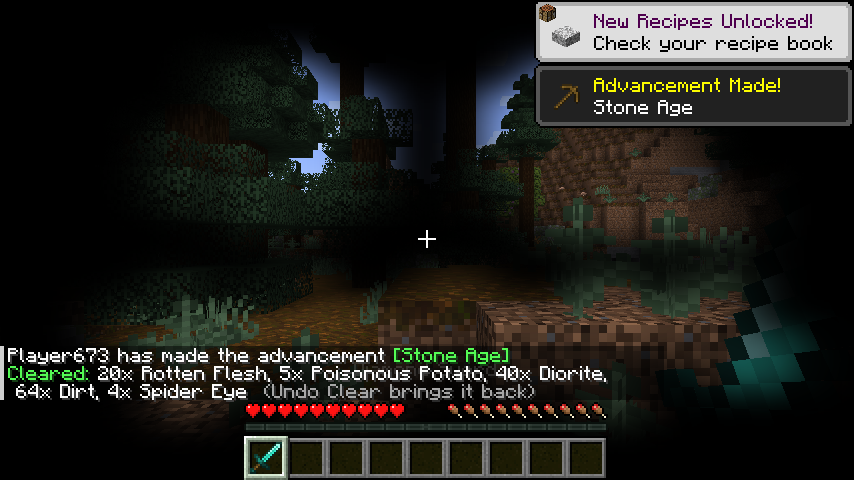 New Recipes Unlocked!
Check your recipe book
Advancement Made!
Stone Age
Player673 has made the advancement [Stone Age]
Cleared: 20x Rotten Flesh, 5x Poisonous Potato, 40x Diorite,
64x Dirt, 4x Spider Eye (Undo Clear brings it back)